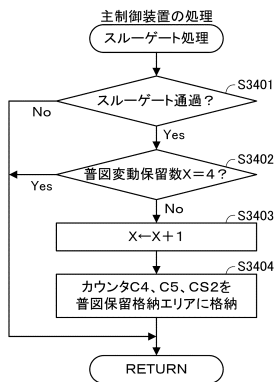 主制御装置の処理
スルーゲート処理
S3401
スルーゲート通過？
No
Yes
S3402
普図変動保留数X＝4？
Yes
No
S3403
X←X＋1
S3404
カウンタC4、C5、CS2を
普図保留格納エリアに格納
RETURN